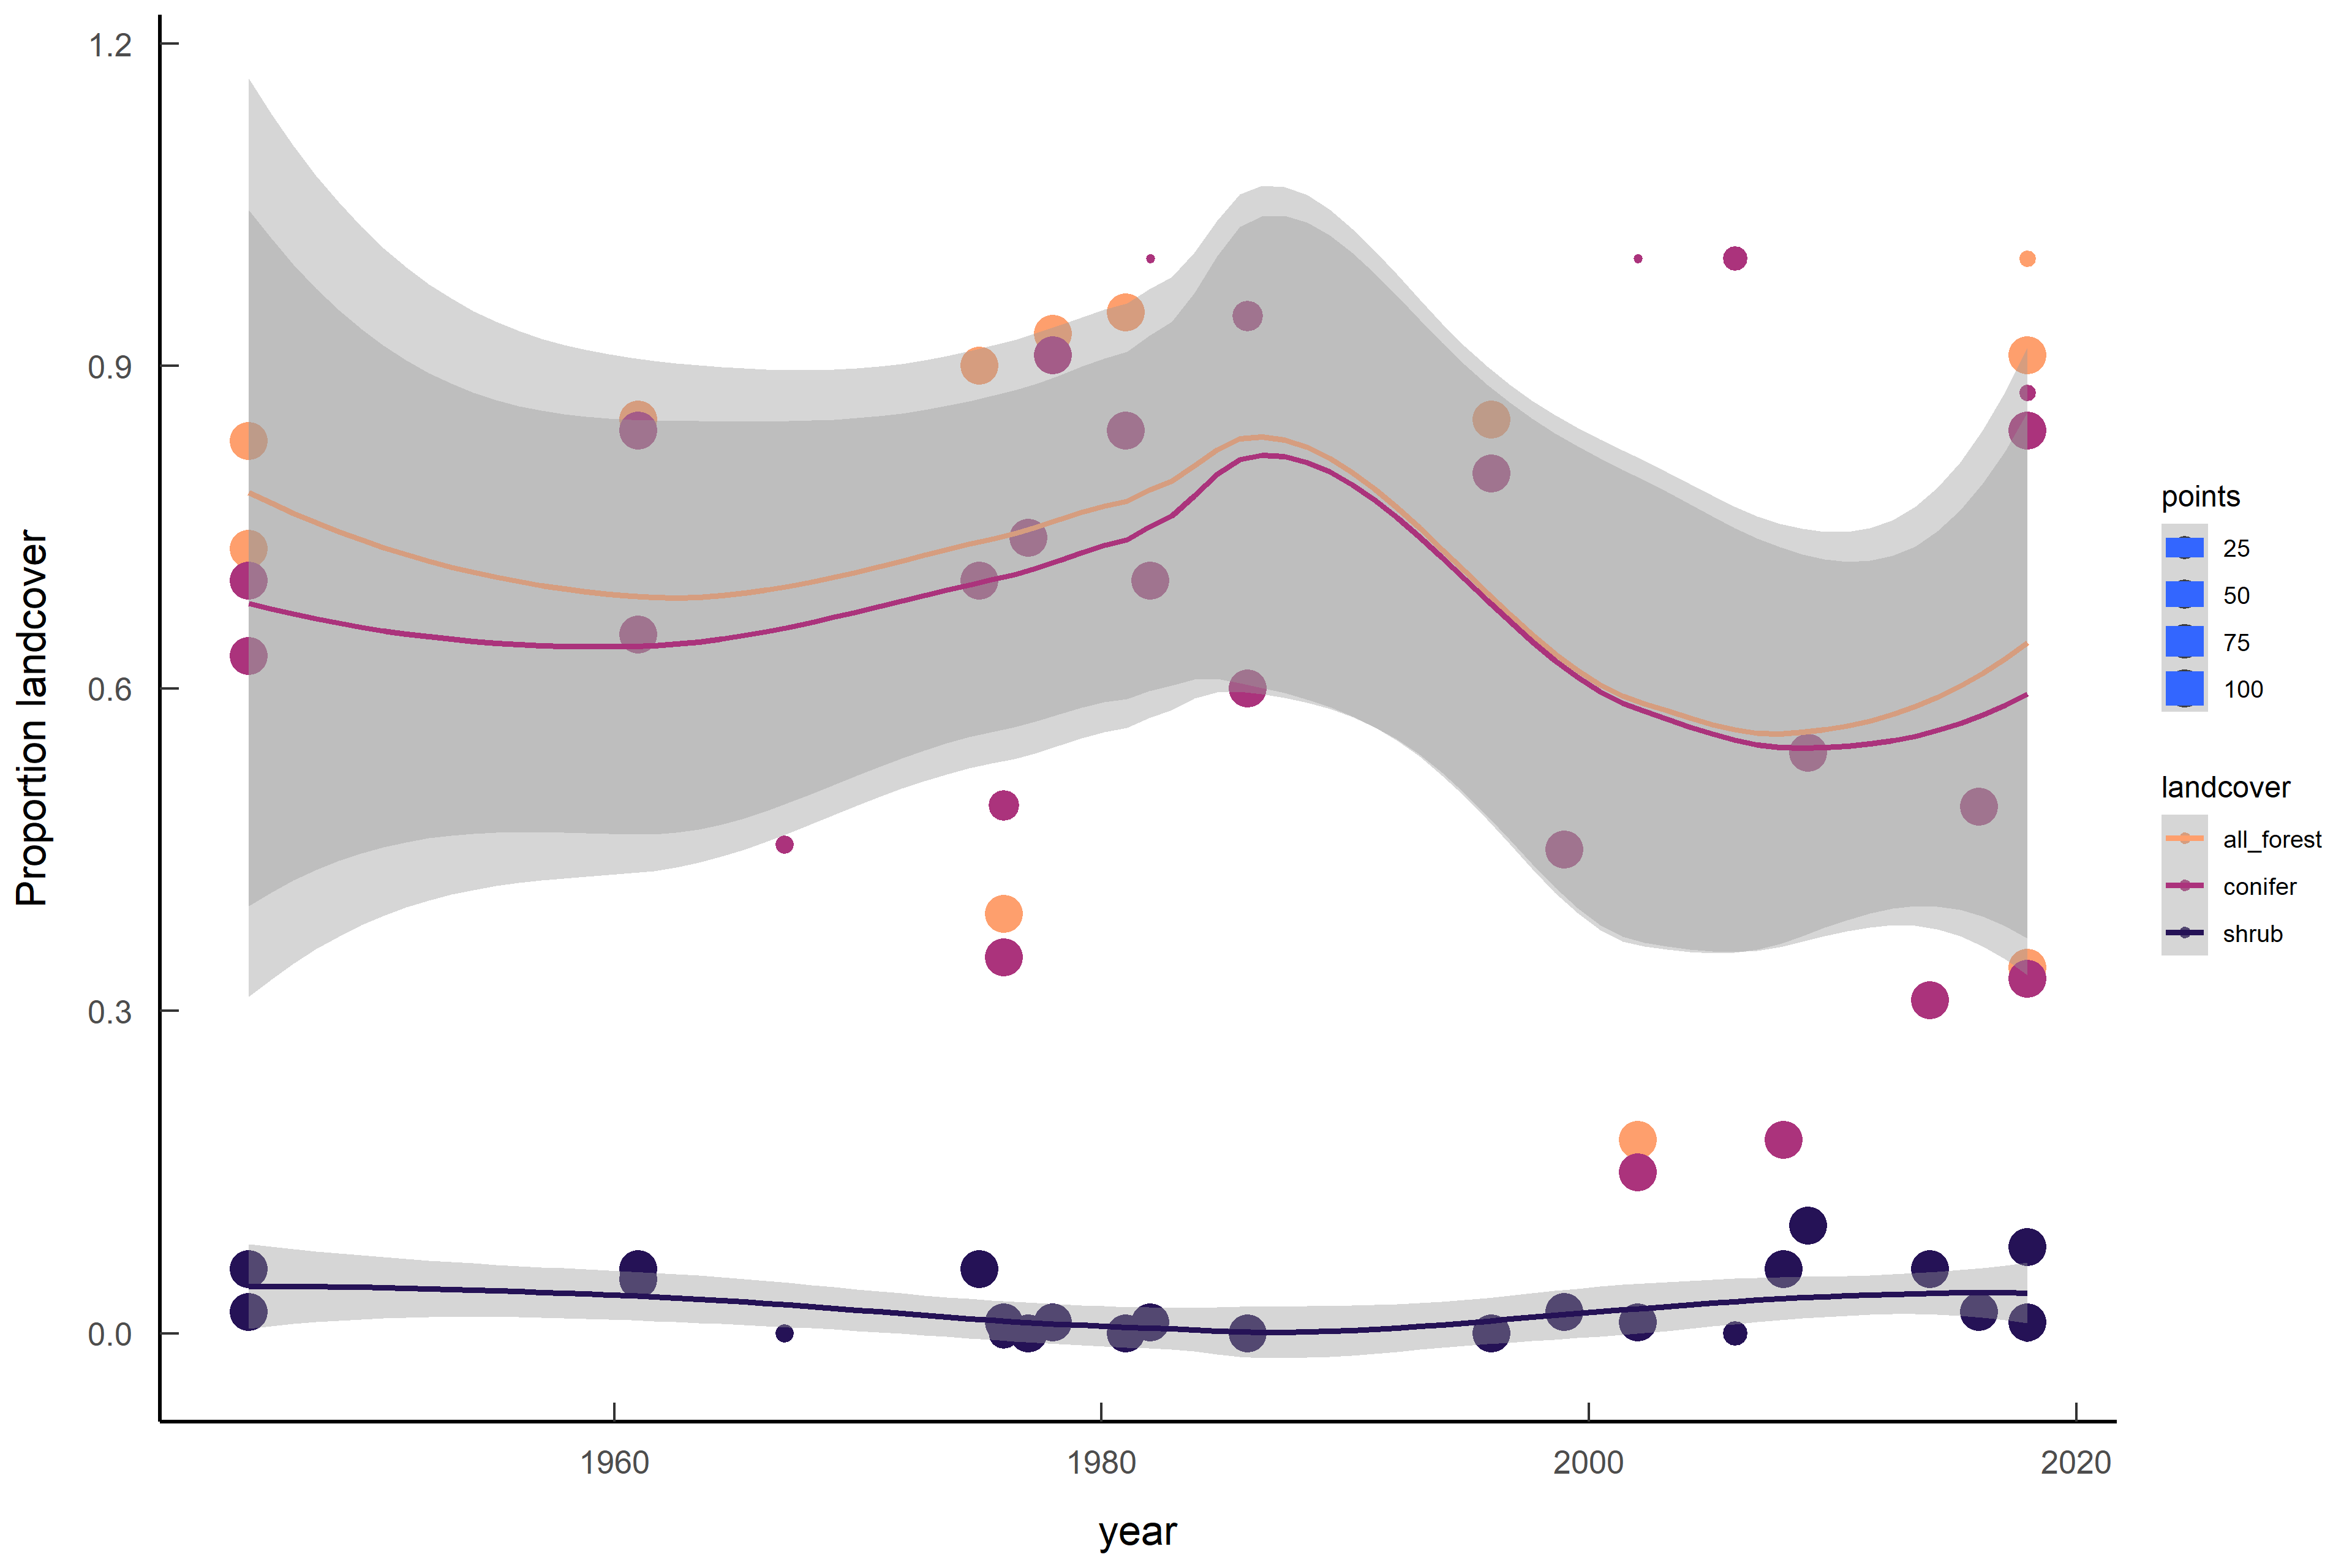 1.2
0.9
0.6
0.3
0.0
Proportion landcover
1960
1980
2000
2020
year
points
25
50
75
100
landcover
all_forest
conifer
shrub